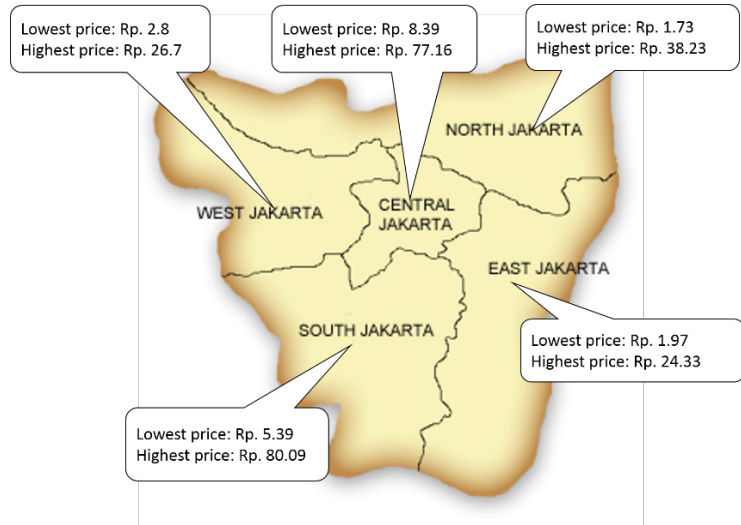 Lowest price: Rp. 2.8
Highest price: Rp. 26.7
Lowest price: Rp. 8.39
Highest price: Rp. 77.16
Lowest price: Rp. 1.73
Highest price: Rp. 38.23
NORTH JAKARTA
WEST JAKARTA
CENTRAL
JAKARTA
EAST JAKARTA
SOUTH JAKARTA
Lowest price: Rp. 1.97
Highest price: Rp. 24.33
Lowest price: Rp. 5.39
Highest price: Rp. 80.09